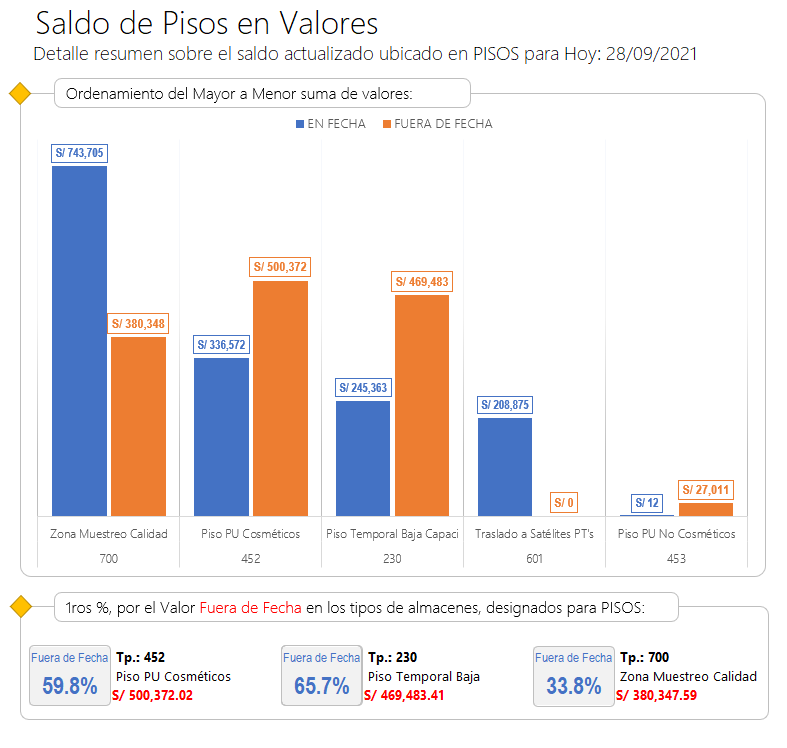 Saldo de Pisos en Valores
Detalle resumen sobre el saldo actualizado ubicado en PISOS para Hoy: 28/09/2021
Ordenamiento del Mayor a Menor suma de valores:
EN FECHA FUERA DE FECHA
S/ 743,705
S/ 380,348
S/ 336,572
S/ 500,372
S/ 245,363
S/ 469,483
S/ 208,875
S/ 0
S/ 12
S/ 27,011
Zona Muestreo Calidad Piso PU Cosméticos Piso Temporal Baja Capaci Traslado a Satélites PT's Piso PU No Cosméticos
700 452 230 601 453
1ros %, por el Valor Fuera de Fecha en los tipos de almacenes, designados para PISOS:
Fuera de Fecha
59.8%
Tp.: 452
Piso PU Cosméticos
S/ 500,372.02
Fuera de Fecha
65.7%
Tp.: 230
Piso Temporal Baja
S/ 469,483.41
Fuera de Fecha
33.8%
Tp.: 700
Zona Muestreo Calidad
S/ 380,347.59